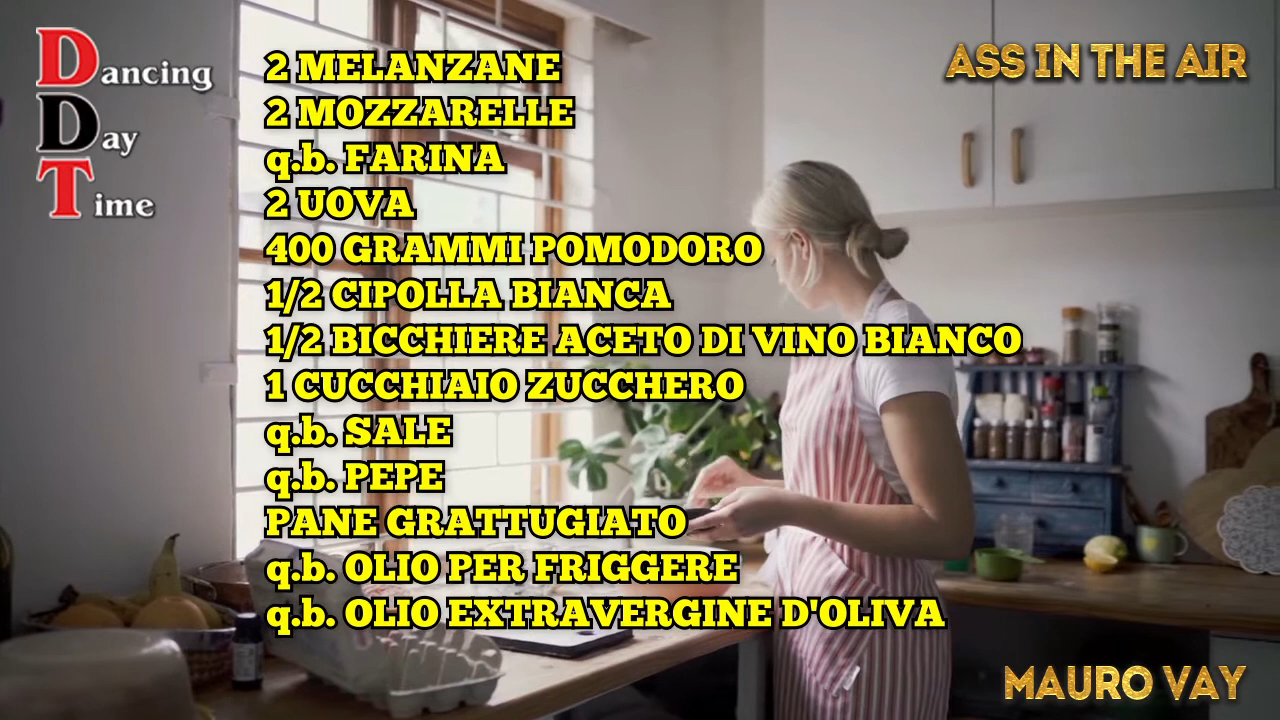 Dancing
Day
Time
2 MELANZANE
2 MOZZARELLE
q.b. FARINA
2 UOVA
400 GRAMMI POMODORO
1/2 CIPOLLA BIANCA
1/2 BICCHIERE ACETO DI VINO BIANCO
1 CUCCHIAIO ZUCCHERO
q.b. SALE
q.b. PEPE
PANE GRATTUGIATO
q.b. OLIO PER FRIGGERE
q.b. OLIO EXTRAVERGINE D'OLIVA
ASS IN THE AIR
MAURO VAY